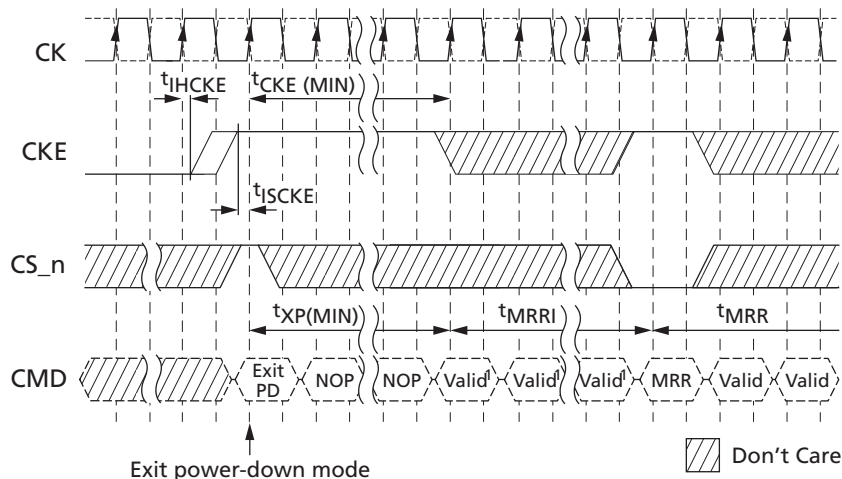 CK
tIHCKE tCKE (MIN)
CKE
tISCKE
CS_n
tXP(MIN) tMRRI tMRR
CMD Exit PD NOP NOP Valid1 Valid1 Valid1 MRR Valid Valid
Exit power-down mode
Don't Care